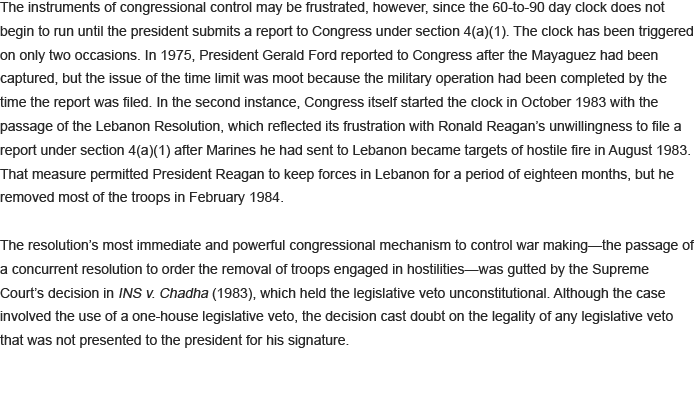 The instruments of congressional control may be frustrated, however, since the 60-to-90 day clock does not
begin to run until the president submits a report to Congress under section 4(a)(1). The clock has been triggered
on only two occasions. In 1975, President Gerald Ford reported to Congress after the Mayaguez had been
captured, but the issue of the time limit was moot because the military operation had been completed by the
time the report was filed. In the second instance, Congress itself started the clock in October 1983 with the
passage of the Lebanon Resolution, which reflected its frustration with Ronald Reagan’s unwillingness to file a
report under section 4(a)(1) after Marines he had sent to Lebanon became targets of hostile fire in August 1983.
That measure permitted President Reagan to keep forces in Lebanon for a period of eighteen months, but he
removed most of the troops in February 1984.

The resolution’s most immediate and powerful congressional mechanism to control war making—the passage of
a concurrent resolution to order the removal of troops engaged in hostilities—was gutted by the Supreme
Court’s decision in INS v. Chadha (1983), which held the legislative veto unconstitutional. Although the case
involved the use of a one-house legislative veto, the decision cast doubt on the legality of any legislative veto
that was not presented to the president for his signature.